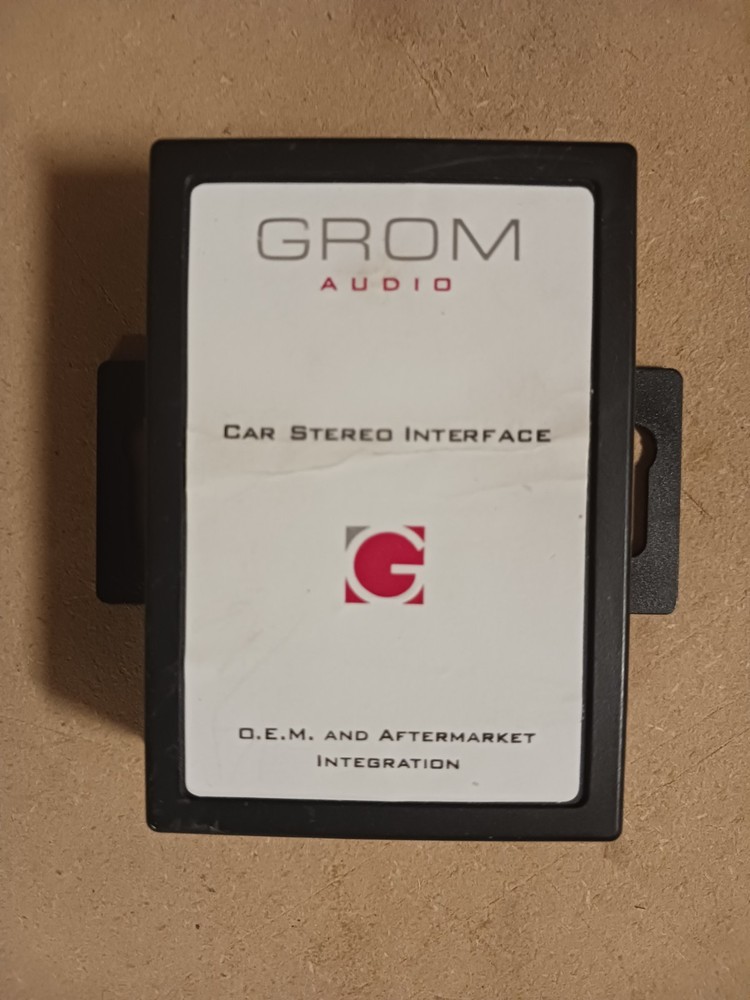 GROM
AUDIO
CAR STEREO INTERFACE
G
O.E.M. AND AFTERMARKET
INTEGRATION